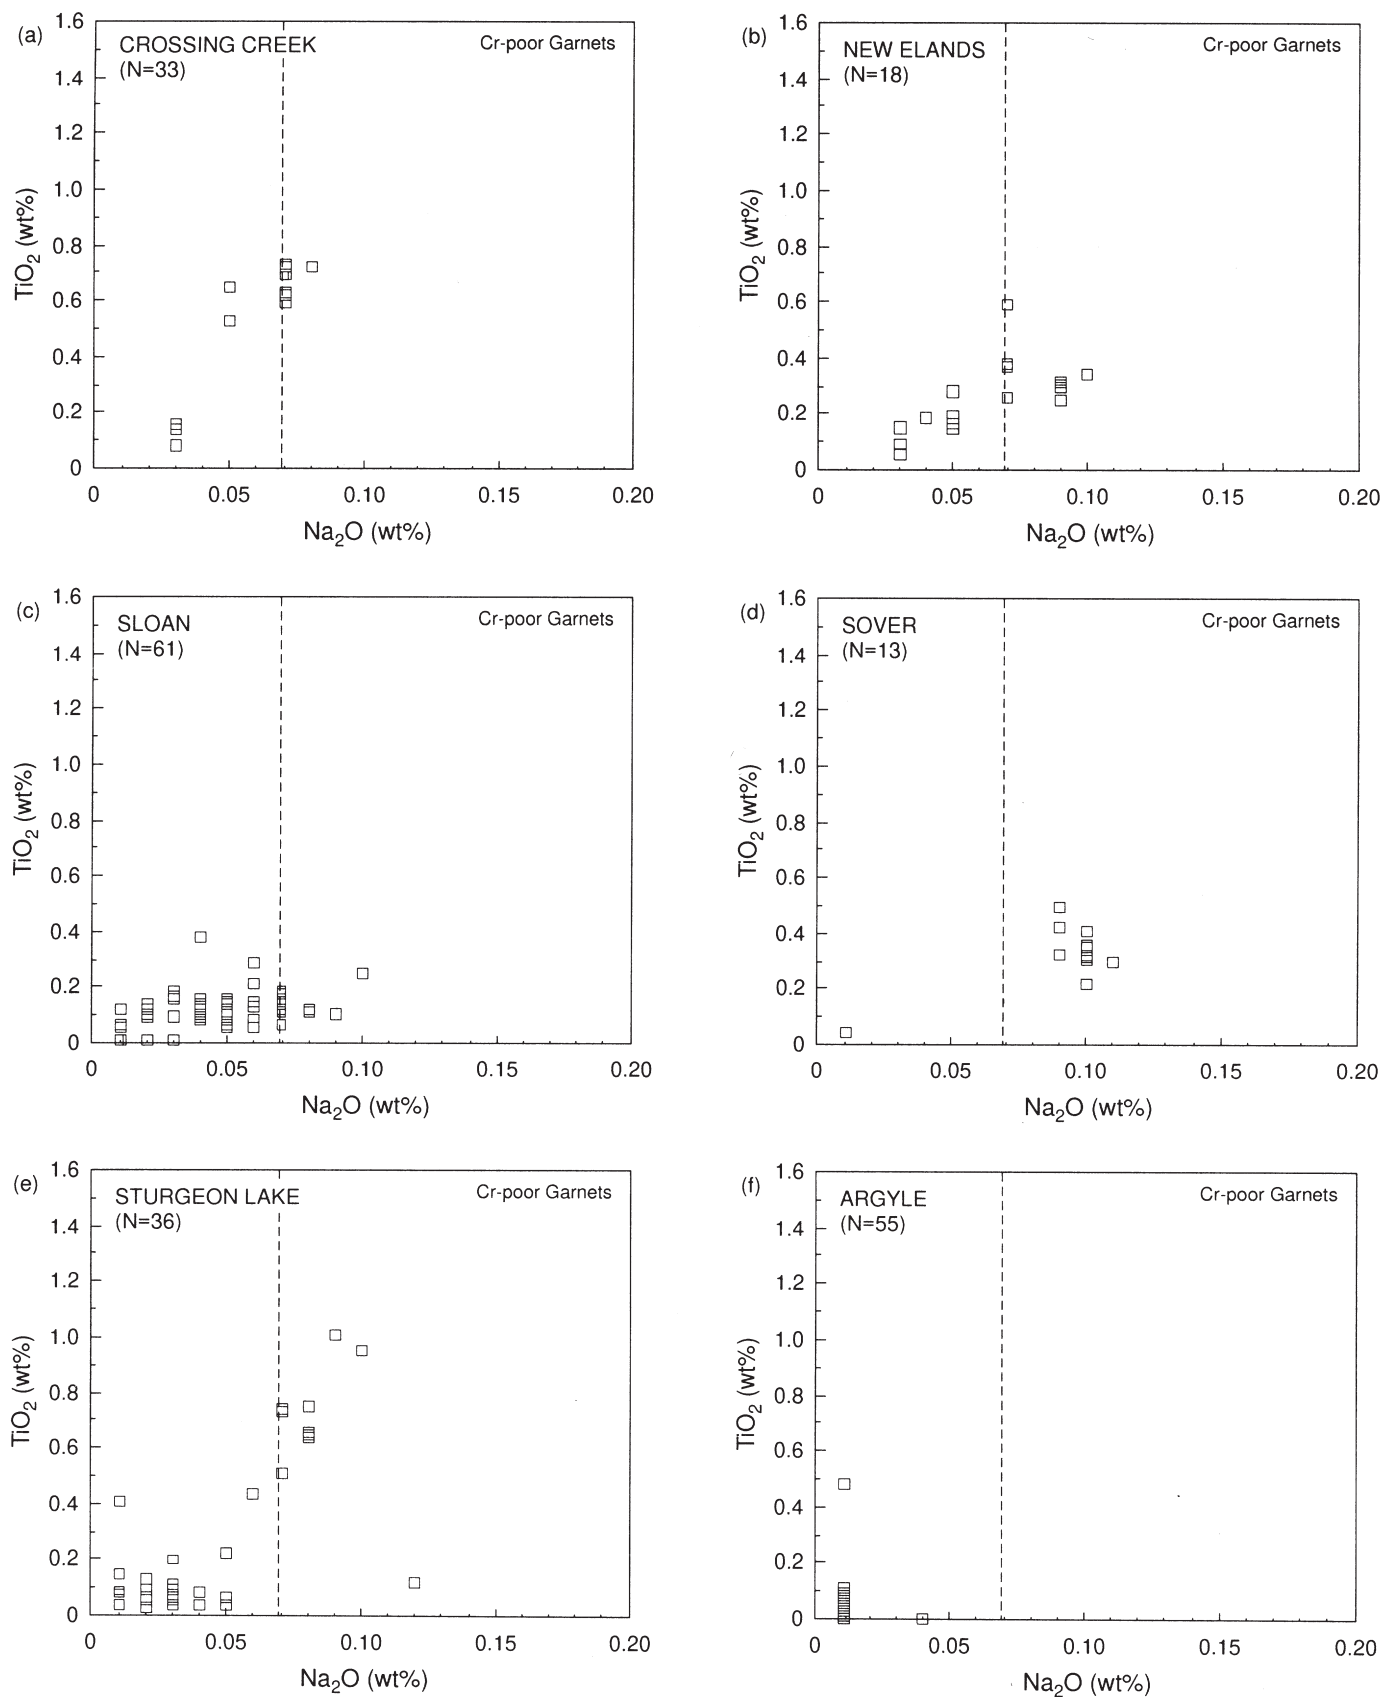 (a)
CROSSING CREEK
(N=33)
Cr-poor Garnets
1.6
1.4
1.2
1.0
0.8
0.6
0.4
0.2
0
TiO2 (wt%)
0 0.05 0.10 0.15 0.20
Na2O (wt%)
(b)
NEW ELANDS
(N=18)
Cr-poor Garnets
1.6
1.4
1.2
1.0
0.8
0.6
0.4
0.2
0
TiO2 (wt%)
0 0.05 0.10 0.15 0.20
Na2O (wt%)
(c)
SLOAN
(N=61)
Cr-poor Garnets
1.6
1.4
1.2
1.0
0.8
0.6
0.4
0.2
0
TiO2 (wt%)
0 0.05 0.10 0.15 0.20
Na2O (wt%)
(d)
SOVER
(N=13)
Cr-poor Garnets
1.6
1.4
1.2
1.0
0.8
0.6
0.4
0.2
0
TiO2 (wt%)
0 0.05 0.10 0.15 0.20
Na2O (wt%)
(e)
STURGEON LAKE
(N=36)
Cr-poor Garnets
1.6
1.4
1.2
1.0
0.8
0.6
0.4
0.2
0
TiO2 (wt%)
0 0.05 0.10 0.15 0.20
Na2O (wt%)
(f)
ARGYLE
(N=55)
Cr-poor Garnets
1.6
1.4
1.2
1.0
0.8
0.6
0.4
0.2
0
TiO2 (wt%)
0 0.05 0.10 0.15 0.20
Na2O (wt%)